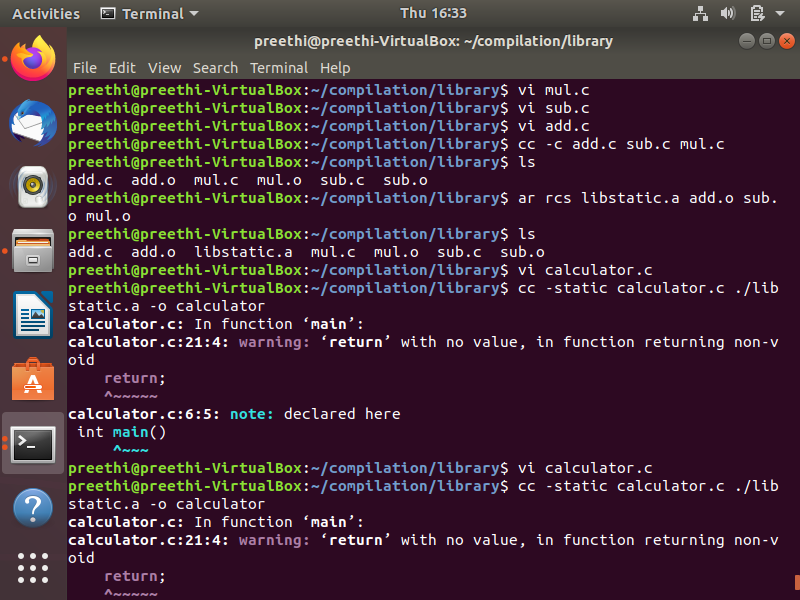 Activities Terminal Thu 16:33
preethi@preethi-VirtualBox: ~/compilation/library
File Edit View Search Terminal Help
preethi@preethi-VirtualBox:~/compilation/library$ vi mul.c
preethi@preethi-VirtualBox:~/compilation/library$ vi sub.c
preethi@preethi-VirtualBox:~/compilation/library$ vi add.c
preethi@preethi-VirtualBox:~/compilation/library$ cc -c add.c sub.c mul.c
preethi@preethi-VirtualBox:~/compilation/library$ ls
add.c  add.o  mul.c  mul.o  sub.c  sub.o
preethi@preethi-VirtualBox:~/compilation/library$ ar rcs libstatic.a add.o sub.
o mul.o
preethi@preethi-VirtualBox:~/compilation/library$ ls
add.c  add.o  libstatic.a  mul.c  mul.o  sub.c  sub.o
preethi@preethi-VirtualBox:~/compilation/library$ vi calculator.c
preethi@preethi-VirtualBox:~/compilation/library$ cc -static calculator.c ./lib
static.a -o calculator
calculator.c: In function ‘main’:
calculator.c:21:4: warning: ‘return’ with no value, in function returning non-v
oid
    return;
    ^~~~~~
calculator.c:6:5: note: declared here
 int main()
     ^~~~
preethi@preethi-VirtualBox:~/compilation/library$ vi calculator.c
preethi@preethi-VirtualBox:~/compilation/library$ cc -static calculator.c ./lib
static.a -o calculator
calculator.c: In function ‘main’:
calculator.c:21:4: warning: ‘return’ with no value, in function returning non-v
oid
    return;
    ^~~~~~